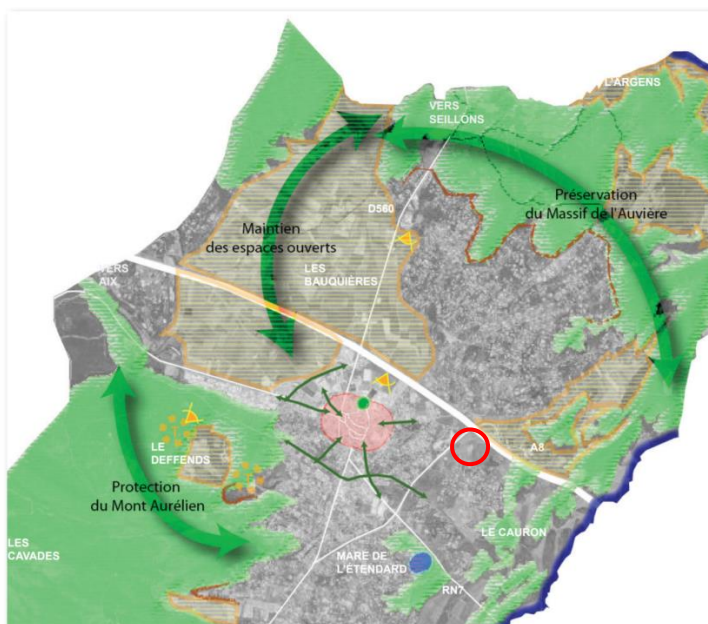 L'ARGENS
VERS
SEILLONS
Préservation
du Massif de l'Auvière
D560
Maintien
des espaces ouverts
LES
BAUQUIÈRES
VERS
AIX
LE
DEFFENDS
A8
Protection
du Mont Aurélien
LE CAURON
LES
CAVADES
MARE DE
L'ÉTENDARD
RN7